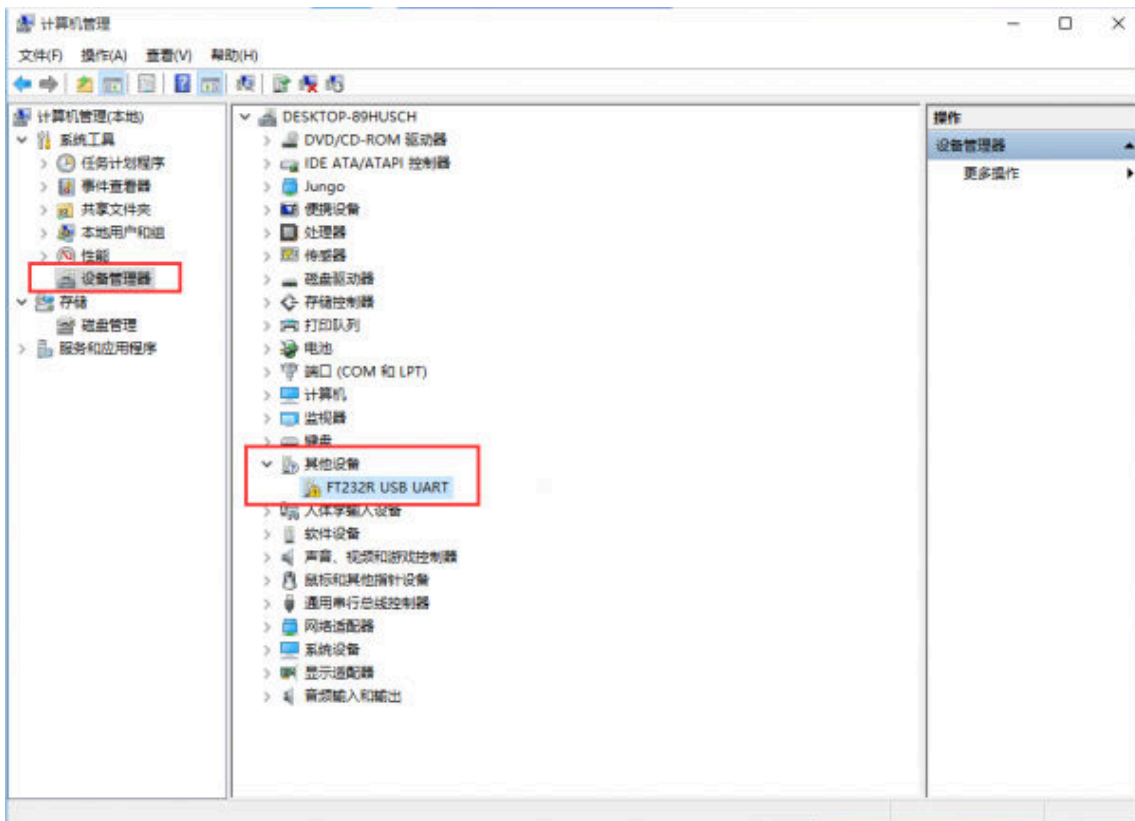 计算机管理
文件(F) 操作(A) 查看(V) 帮助(H)
计算机管理(本地)
系统工具
任务计划程序
事件查看器
共享文件夹
本地用户和组
性能
设备管理器
存储
磁盘管理
服务和应用程序
DESKTOP-89HUSCH
DVD/CD-ROM 驱动器
IDE ATA/ATAPI 控制器
Jungo
便携设备
处理器
传感器
磁盘驱动器
存储控制器
打印队列
电池
端口 (COM 和 LPT)
计算机
监视器
键盘
其他设备
FT232R USB UART
人体学输入设备
软件设备
声音、视频和游戏控制器
鼠标和其他指针设备
通用串行总线控制器
网络适配器
系统设备
显示适配器
音频输入和输出
操作
设备管理器
更多操作